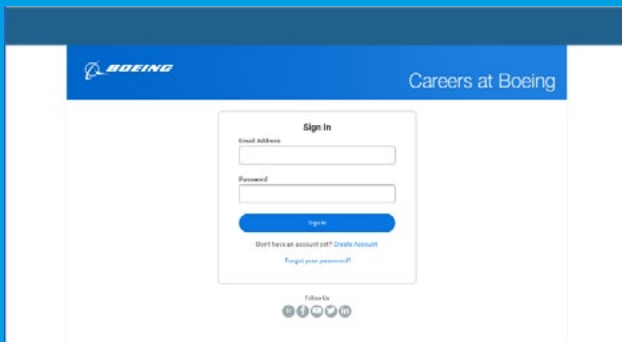 BOEING
Careers at Boeing
Sign In
Email Address
Password
Sign In
Don't have an account yet? Create Account
Forgot your password?
Follow Us